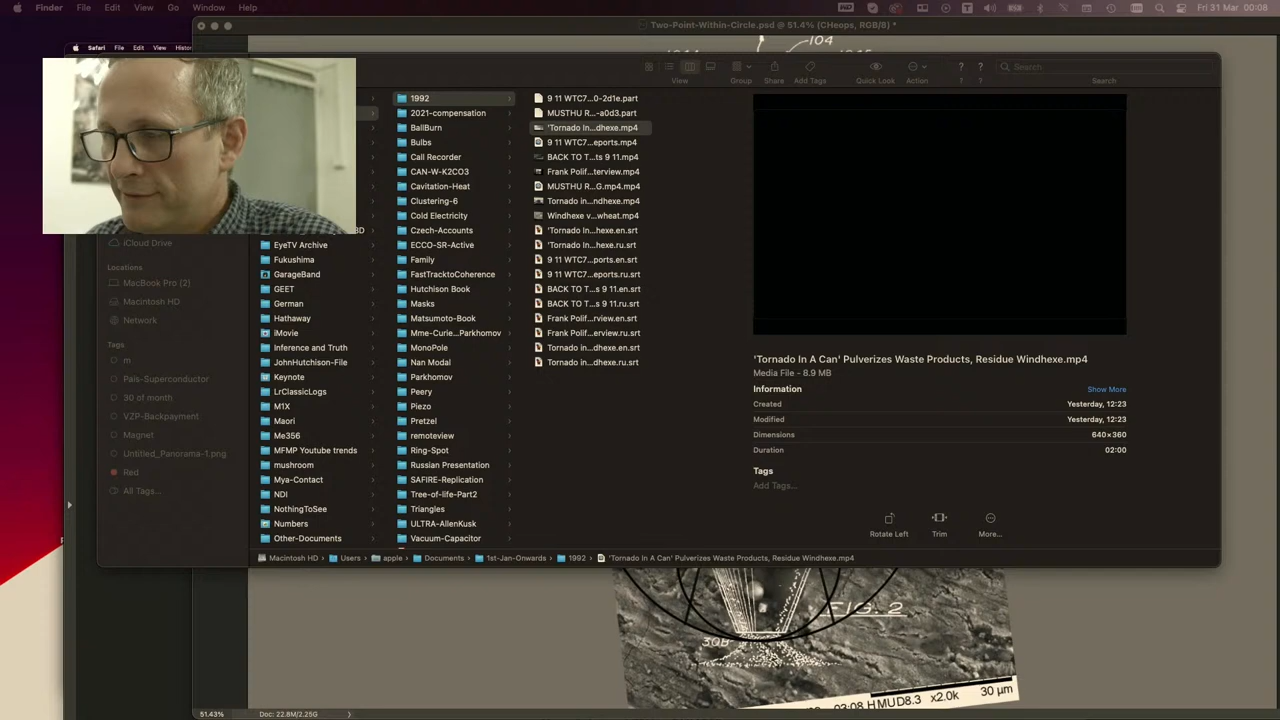 Finder File Edit View Go Window Help
Fri 31 Mar 00:08
Two-Point-Within-Circle.psd @ 51.4% (CHeops, RGB/8) *
Safari File Edit View Histor
104
View
Group
Share
Add Tags
Quick Look
Action
Search
Search
iCloud Drive
Locations
MacBook Pro (2)
Macintosh HD
Network
Tags
m
Pais-Superconductor
30 of month
VZP-Backpayment
Magnet
Untitled_Panorama-1.png
Red
All Tags...
EyeTV Archive
Fukushima
GarageBand
GEET
German
Hathaway
iMovie
Inference and Truth
JohnHutchison-File
Keynote
LrClassicLogs
M1X
Maori
Me356
MFMP Youtube trends
mushroom
Mya-Contact
NDI
NothingToSee
Numbers
Other-Documents
1992
2021-compensation
BallBurn
Bulbs
Call Recorder
CAN-W-K2CO3
Cavitation-Heat
Clustering-6
Cold Electricity
Czech-Accounts
ECCO-SR-Active
Family
FastTracktoCoherence
Hutchison Book
Masks
Matsumoto-Book
Mme-Curie...Parkhomov
MonoPole
Nan Modal
Parkhomov
Peery
Piezo
Pretzel
remoteview
Ring-Spot
Russian Presentation
SAFIRE-Replication
Tree-of-life-Part2
Triangles
ULTRA-AllenKusk
Vacuum-Capacitor
9 11 WTC7...0-2d1e.part
MUSTHU R...-a0d3.part
'Tornado In...dhexe.mp4
9 11 WTC7...eports.mp4
BACK TO T...ts 9 11.mp4
Frank Polif...terview.mp4
MUSTHU R...G.mp4.mp4
Tornado in...ndhexe.mp4
Windhexe v...wheat.mp4
'Tornado In...hexe.en.srt
'Tornado In...hexe.ru.srt
9 11 WTC7...ports.en.srt
9 11 WTC7...eports.ru.srt
BACK TO T...s 9 11.en.srt
BACK TO T...s 9 11.ru.srt
Frank Polif...rview.en.srt
Frank Polif...erview.ru.srt
Tornado in...dhexe.en.srt
Tornado in...dhexe.ru.srt
'Tornado In A Can' Pulverizes Waste Products, Residue Windhexe.mp4
Media File - 8.9 MB
Information Show More
Created Yesterday, 12:23
Modified Yesterday, 12:23
Dimensions 640×360
Duration 02:00
Tags
Add Tags...
Rotate Left
Trim
More...
Macintosh HD › Users › apple › Documents › 1st-Jan-Onwards › 1992 › 'Tornado In A Can' Pulverizes Waste Products, Residue Windhexe.mp4
FIG. 2
30B
03:08 HMUD8.3 x2.0k 30 µm
51.43% Doc: 22.8M/2.25G